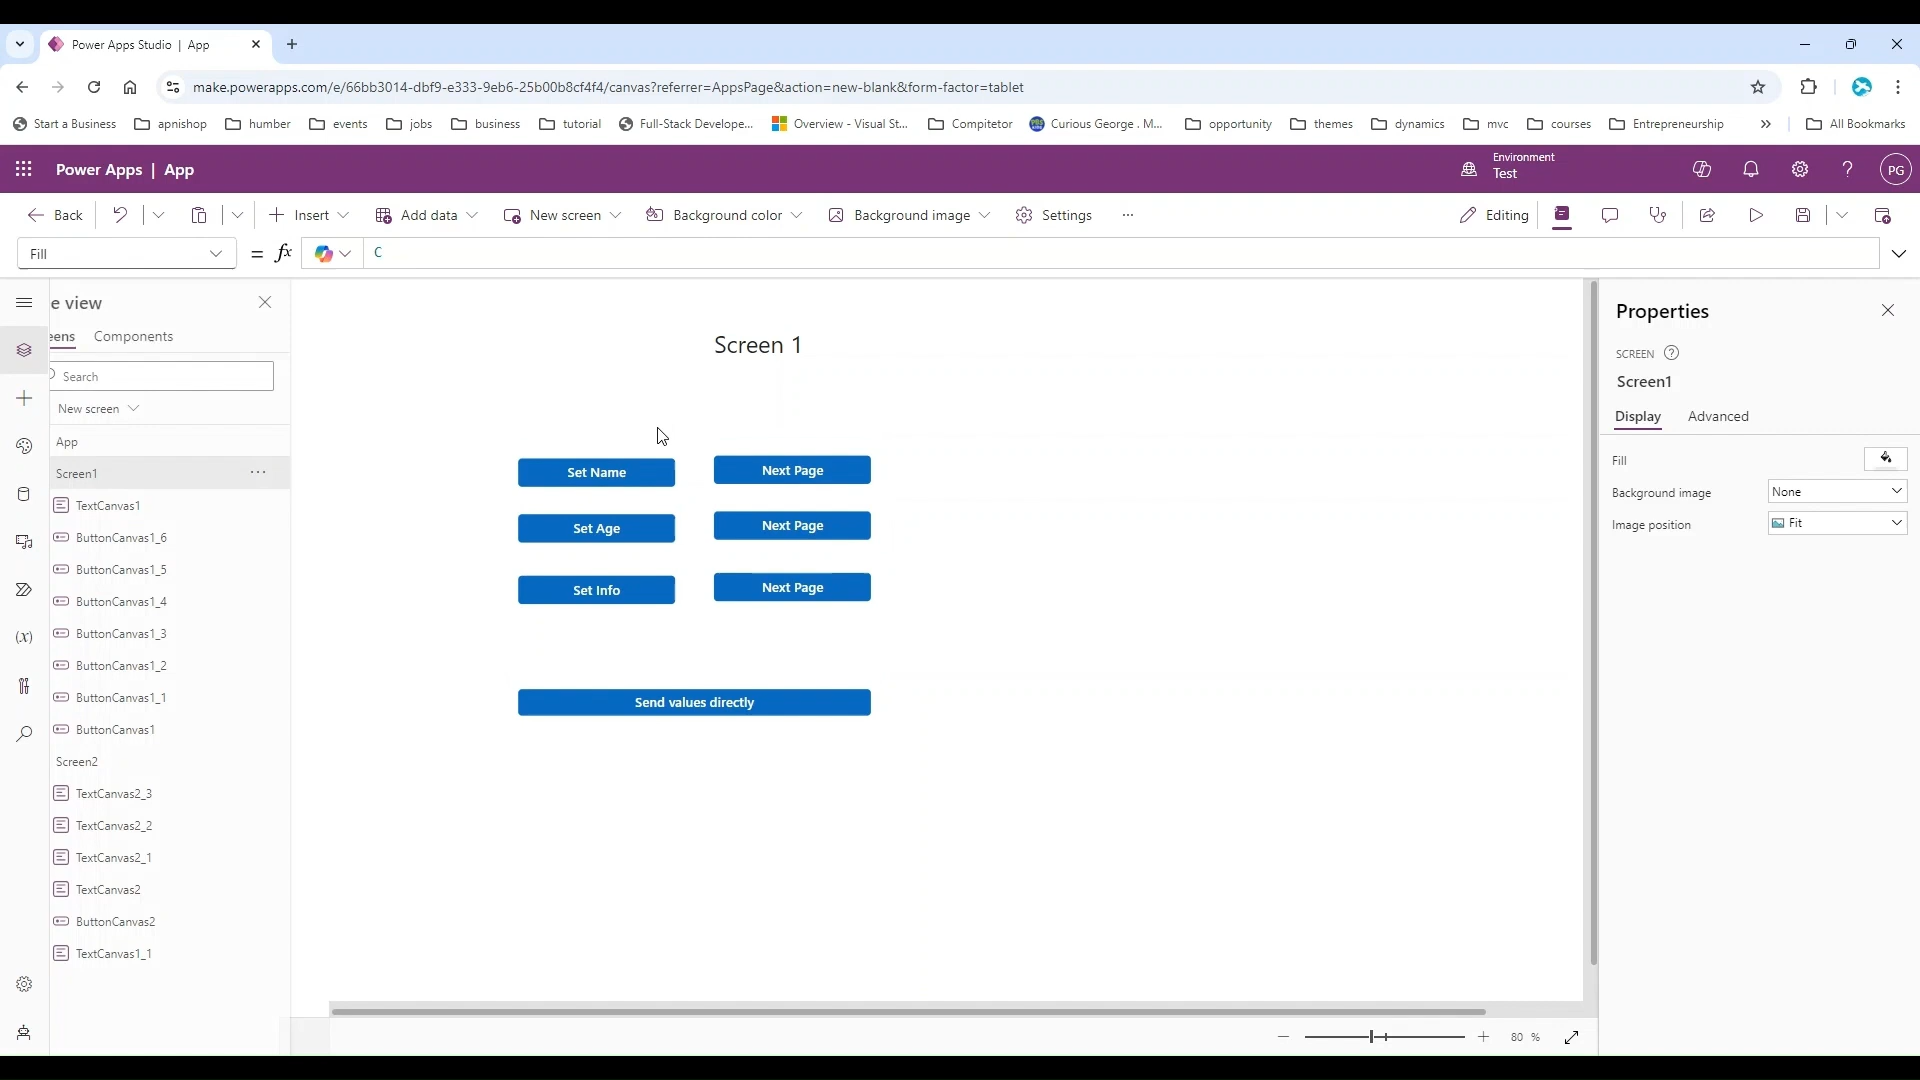 Power Apps Studio | App
make.powerapps.com/e/66bb3014-dbf9-e333-9eb6-25b00b8cf4f4/canvas?referrer=AppsPage&action=new-blank&form-factor=tablet
Start a Business apnishop humber events jobs business tutorial Full-Stack Develope... Overview - Visual St... Compitetor Curious George . M... opportunity themes dynamics mvc courses Entrepreneurship » All Bookmarks
Power Apps | App
Environment
Test
PG
Back Insert Add data New screen Background color Background image Settings ... Editing
Fill = fx C
e view
eens Components
Search
New screen
App
Screen1 ...
TextCanvas1
ButtonCanvas1_6
ButtonCanvas1_5
ButtonCanvas1_4
ButtonCanvas1_3
ButtonCanvas1_2
ButtonCanvas1_1
ButtonCanvas1
Screen2
TextCanvas2_3
TextCanvas2_2
TextCanvas2_1
TextCanvas2
ButtonCanvas2
TextCanvas1_1
Screen 1
Set Name Next Page
Set Age Next Page
Set Info Next Page
Send values directly
80 %
Properties
SCREEN
Screen1
Display Advanced
Fill
Background image None
Image position Fit